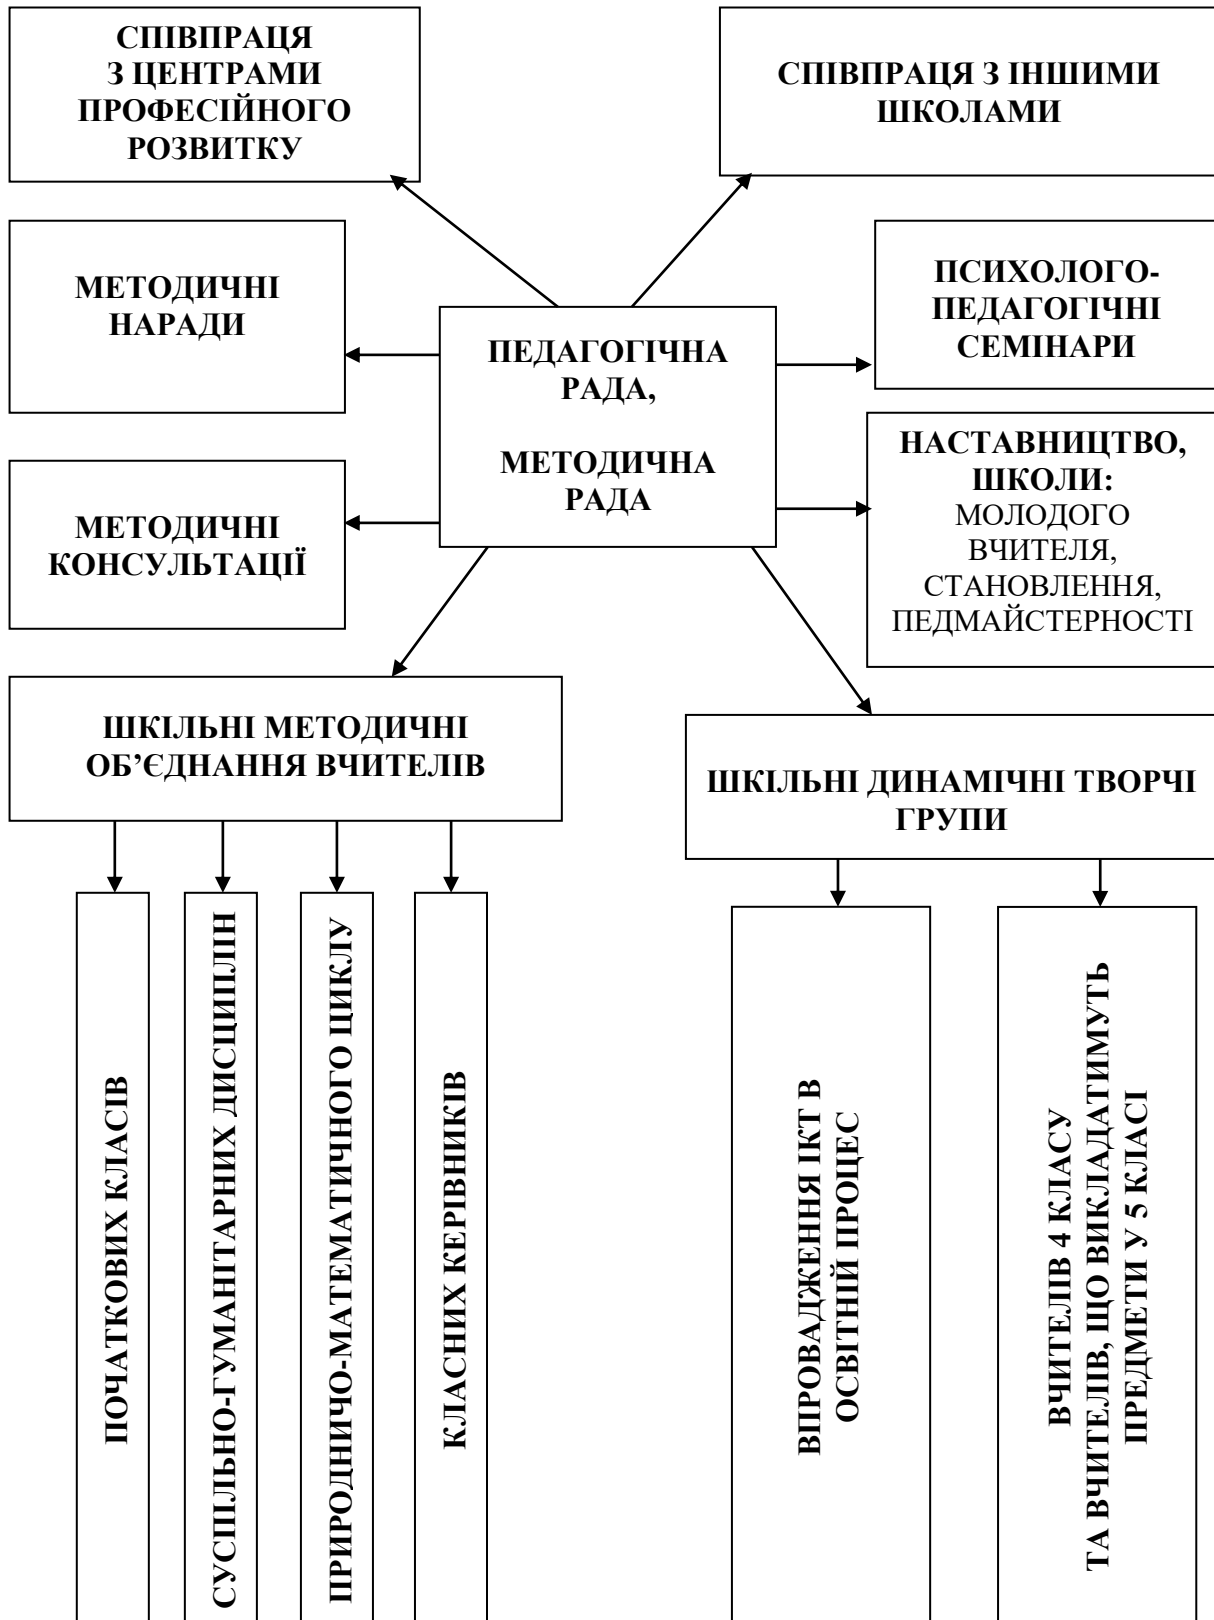 СПІВПРАЦЯ
З ЦЕНТРАМИ
ПРОФЕСІЙНОГО
РОЗВИТКУ
СПІВПРАЦЯ З ІНШИМИ
ШКОЛАМИ
МЕТОДИЧНІ
НАРАДИ
ПЕДАГОГІЧНА
РАДА,
МЕТОДИЧНА
РАДА
ПСИХОЛОГО-
ПЕДАГОГІЧНІ
СЕМІНАРИ
МЕТОДИЧНІ
КОНСУЛЬТАЦІЇ
НАСТАВНИЦТВО,
ШКОЛИ:
МОЛОДОГО
ВЧИТЕЛЯ,
СТАНОВЛЕННЯ,
ПЕДМАЙСТЕРНОСТІ
ШКІЛЬНІ МЕТОДИЧНІ
ОБ’ЄДНАННЯ ВЧИТЕЛІВ
ШКІЛЬНІ ДИНАМІЧНІ ТВОРЧІ
ГРУПИ
ПОЧАТКОВИХ КЛАСІВ
СУСПІЛЬНО-ГУМАНІТАРНИХ ДИСЦИПЛІН
ПРИРОДНИЧО-МАТЕМАТИЧНОГО ЦИКЛУ
КЛАСНИХ КЕРІВНИКІВ
ВПРОВАДЖЕННЯ ІКТ В
ОСВІТНІЙ ПРОЦЕС
ВЧИТЕЛІВ 4 КЛАСУ
ТА ВЧИТЕЛІВ, ЩО ВИКЛАДАТИМУТЬ
ПРЕДМЕТИ У 5 КЛАСІ